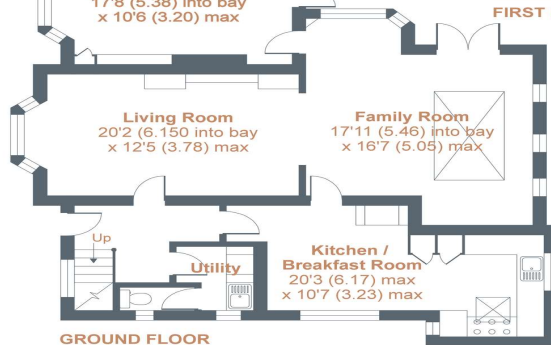 17'8 (5.38) into bay
x 10'6 (3.20) max
FIRST
Living Room
20'2 (6.150 into bay
x 12'5 (3.78) max
Family Room
17'11 (5.46) into bay
x 16'7 (5.05) max
Up
Utility
Kitchen /
Breakfast Room
20'3 (6.17) max
x 10'7 (3.23) max
GROUND FLOOR